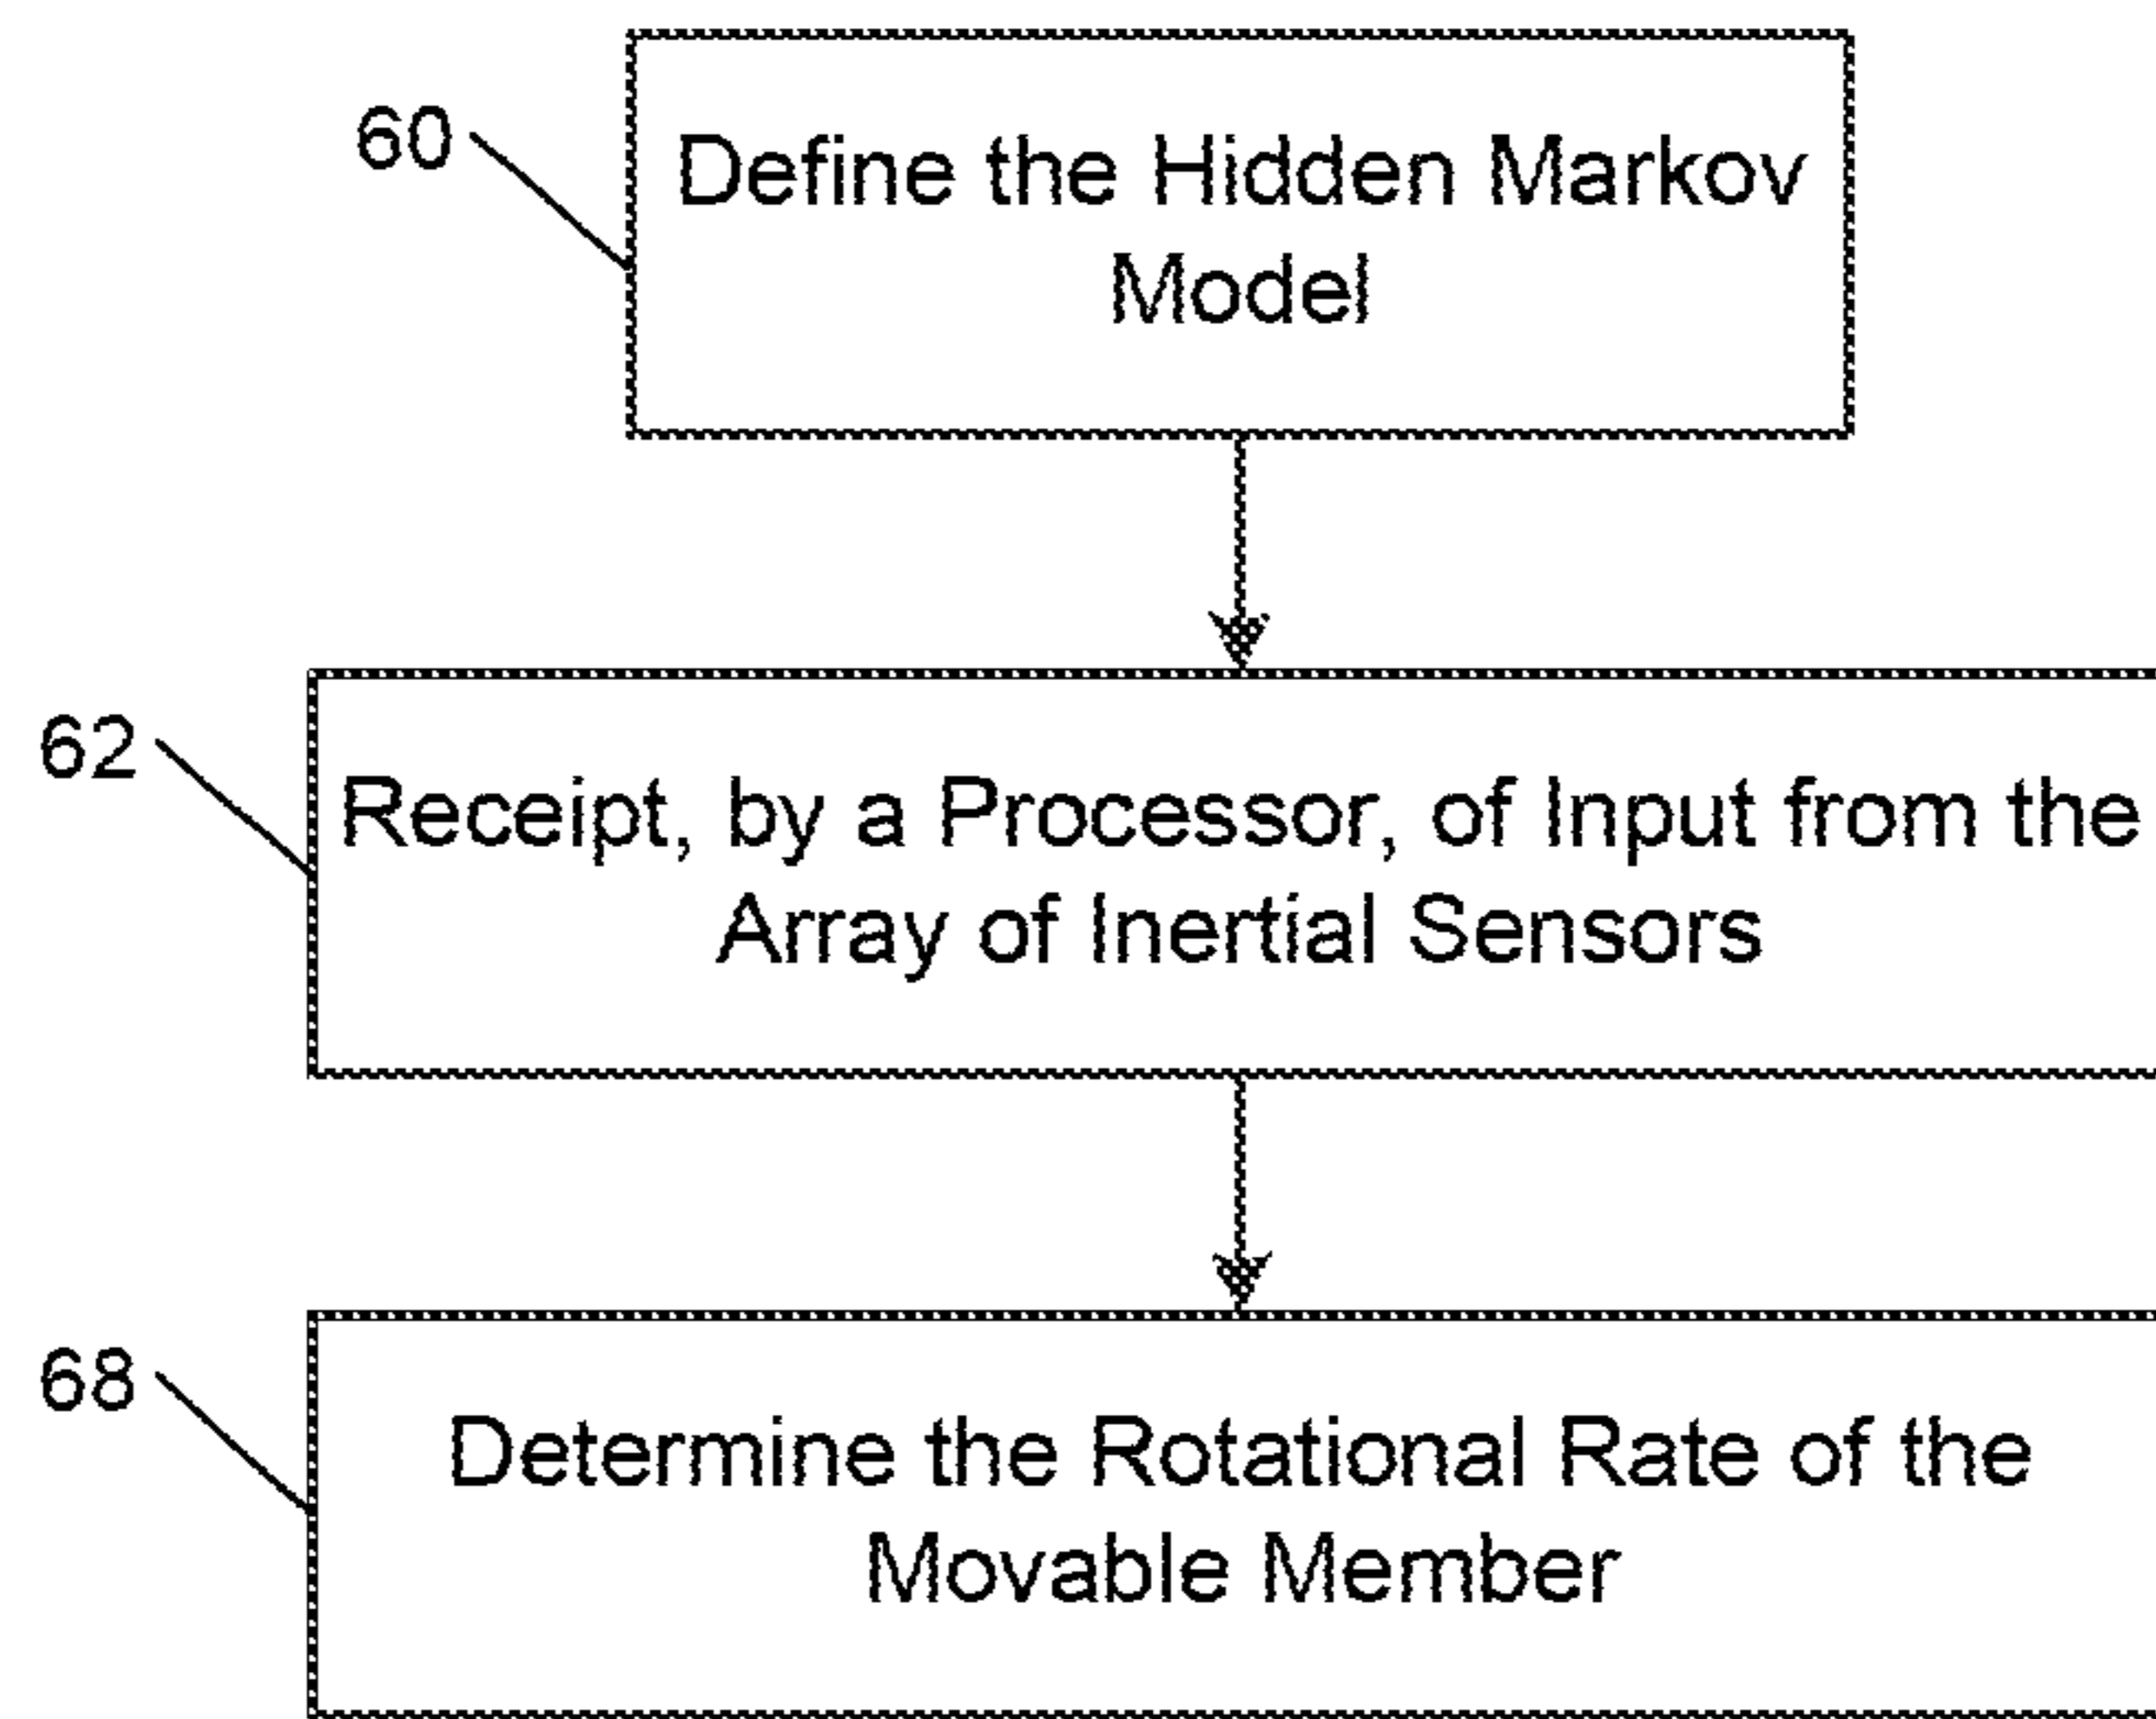 60
Define the Hidden Markov
Model
62
Receipt, by a Processor, of Input from the
Array of Inertial Sensors
68
Determine the Rotational Rate of the
Movable Member